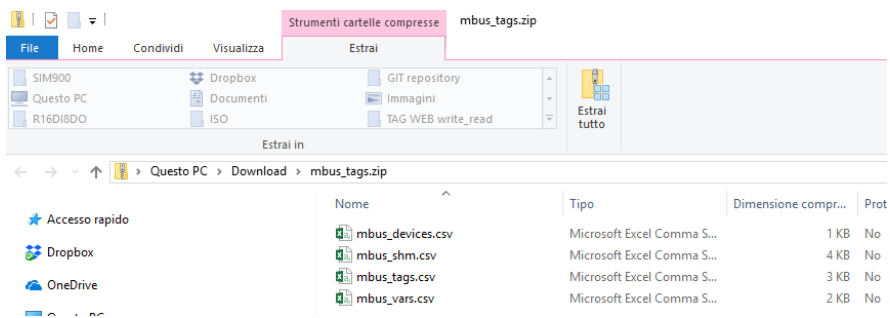 Strumenti cartelle compresse mbus_tags.zip
File Home Condividi Visualizza Estrai
SIM900 Dropbox GIT repository
Questo PC Documenti Immagini
R16DI8DO ISO TAG WEB write_read
Estrai tutto
Estrai in
Questo PC > Download > mbus_tags.zip
Nome Tipo Dimensione compr... Prot
Accesso rapido
mbus_devices.csv Microsoft Excel Comma S... 1 KB No
Dropbox
mbus_shm.csv Microsoft Excel Comma S... 4 KB No
mbus_tags.csv Microsoft Excel Comma S... 3 KB No
OneDrive
mbus_vars.csv Microsoft Excel Comma S... 2 KB No